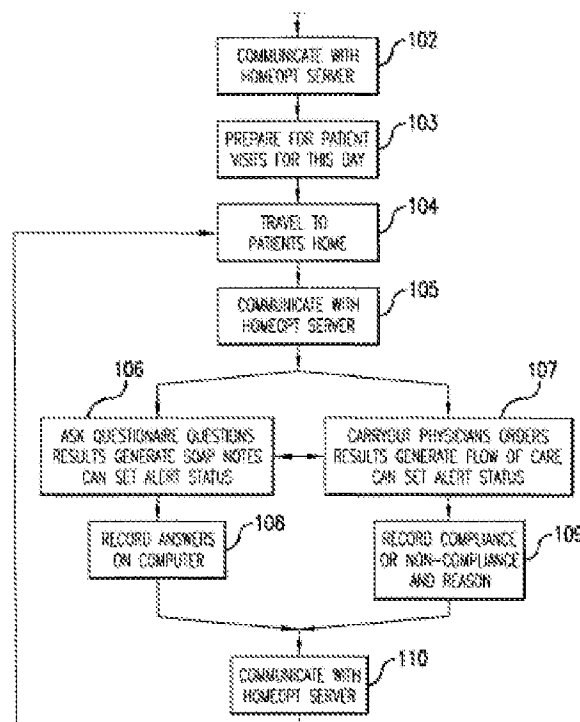 COMMUNICATE WITH
HOMEOPT SERVER
102
PREPARE FOR PATIENT
VISITS FOR THIS DAY
103
TRAVEL TO
PATIENTS HOME
104
COMMUNICATE WITH
HOMEOPT SERVER
105
106
ASK QUESTIONAIRE QUESTIONS
RESULTS GENERATE SOAP NOTES
CAN SET ALERT STATUS
107
CARRYOUT PHYSICIANS ORDERS
RESULTS GENERATE FLOW OF CARE
CAN SET ALERT STATUS
RECORD ANSWERS
ON COMPUTER
108
RECORD COMPLIANCE
OR NON-COMPLIANCE
AND REASON
109
COMMUNICATE WITH
HOMEOPT SERVER
110